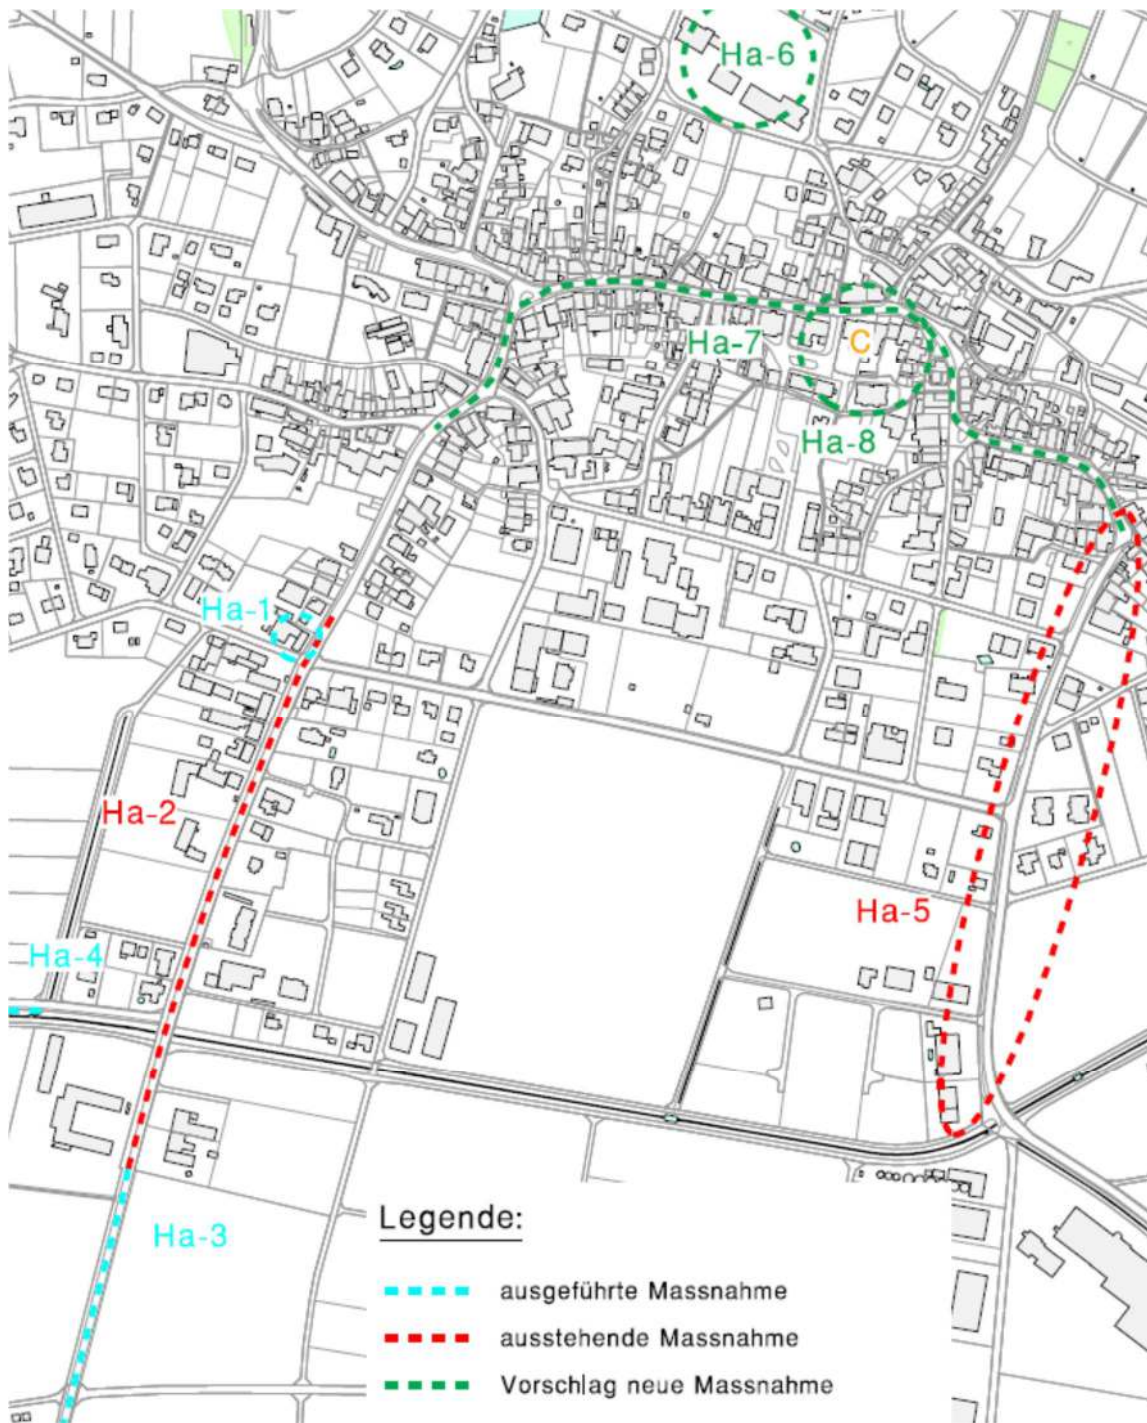 Ha-6
Ha-7
C
Ha-8
Ha-1
Ha-2
Ha-5
Ha-4
Ha-3
Legende:
ausgeführte Massnahme
ausstehende Massnahme
Vorschlag neue Massnahme